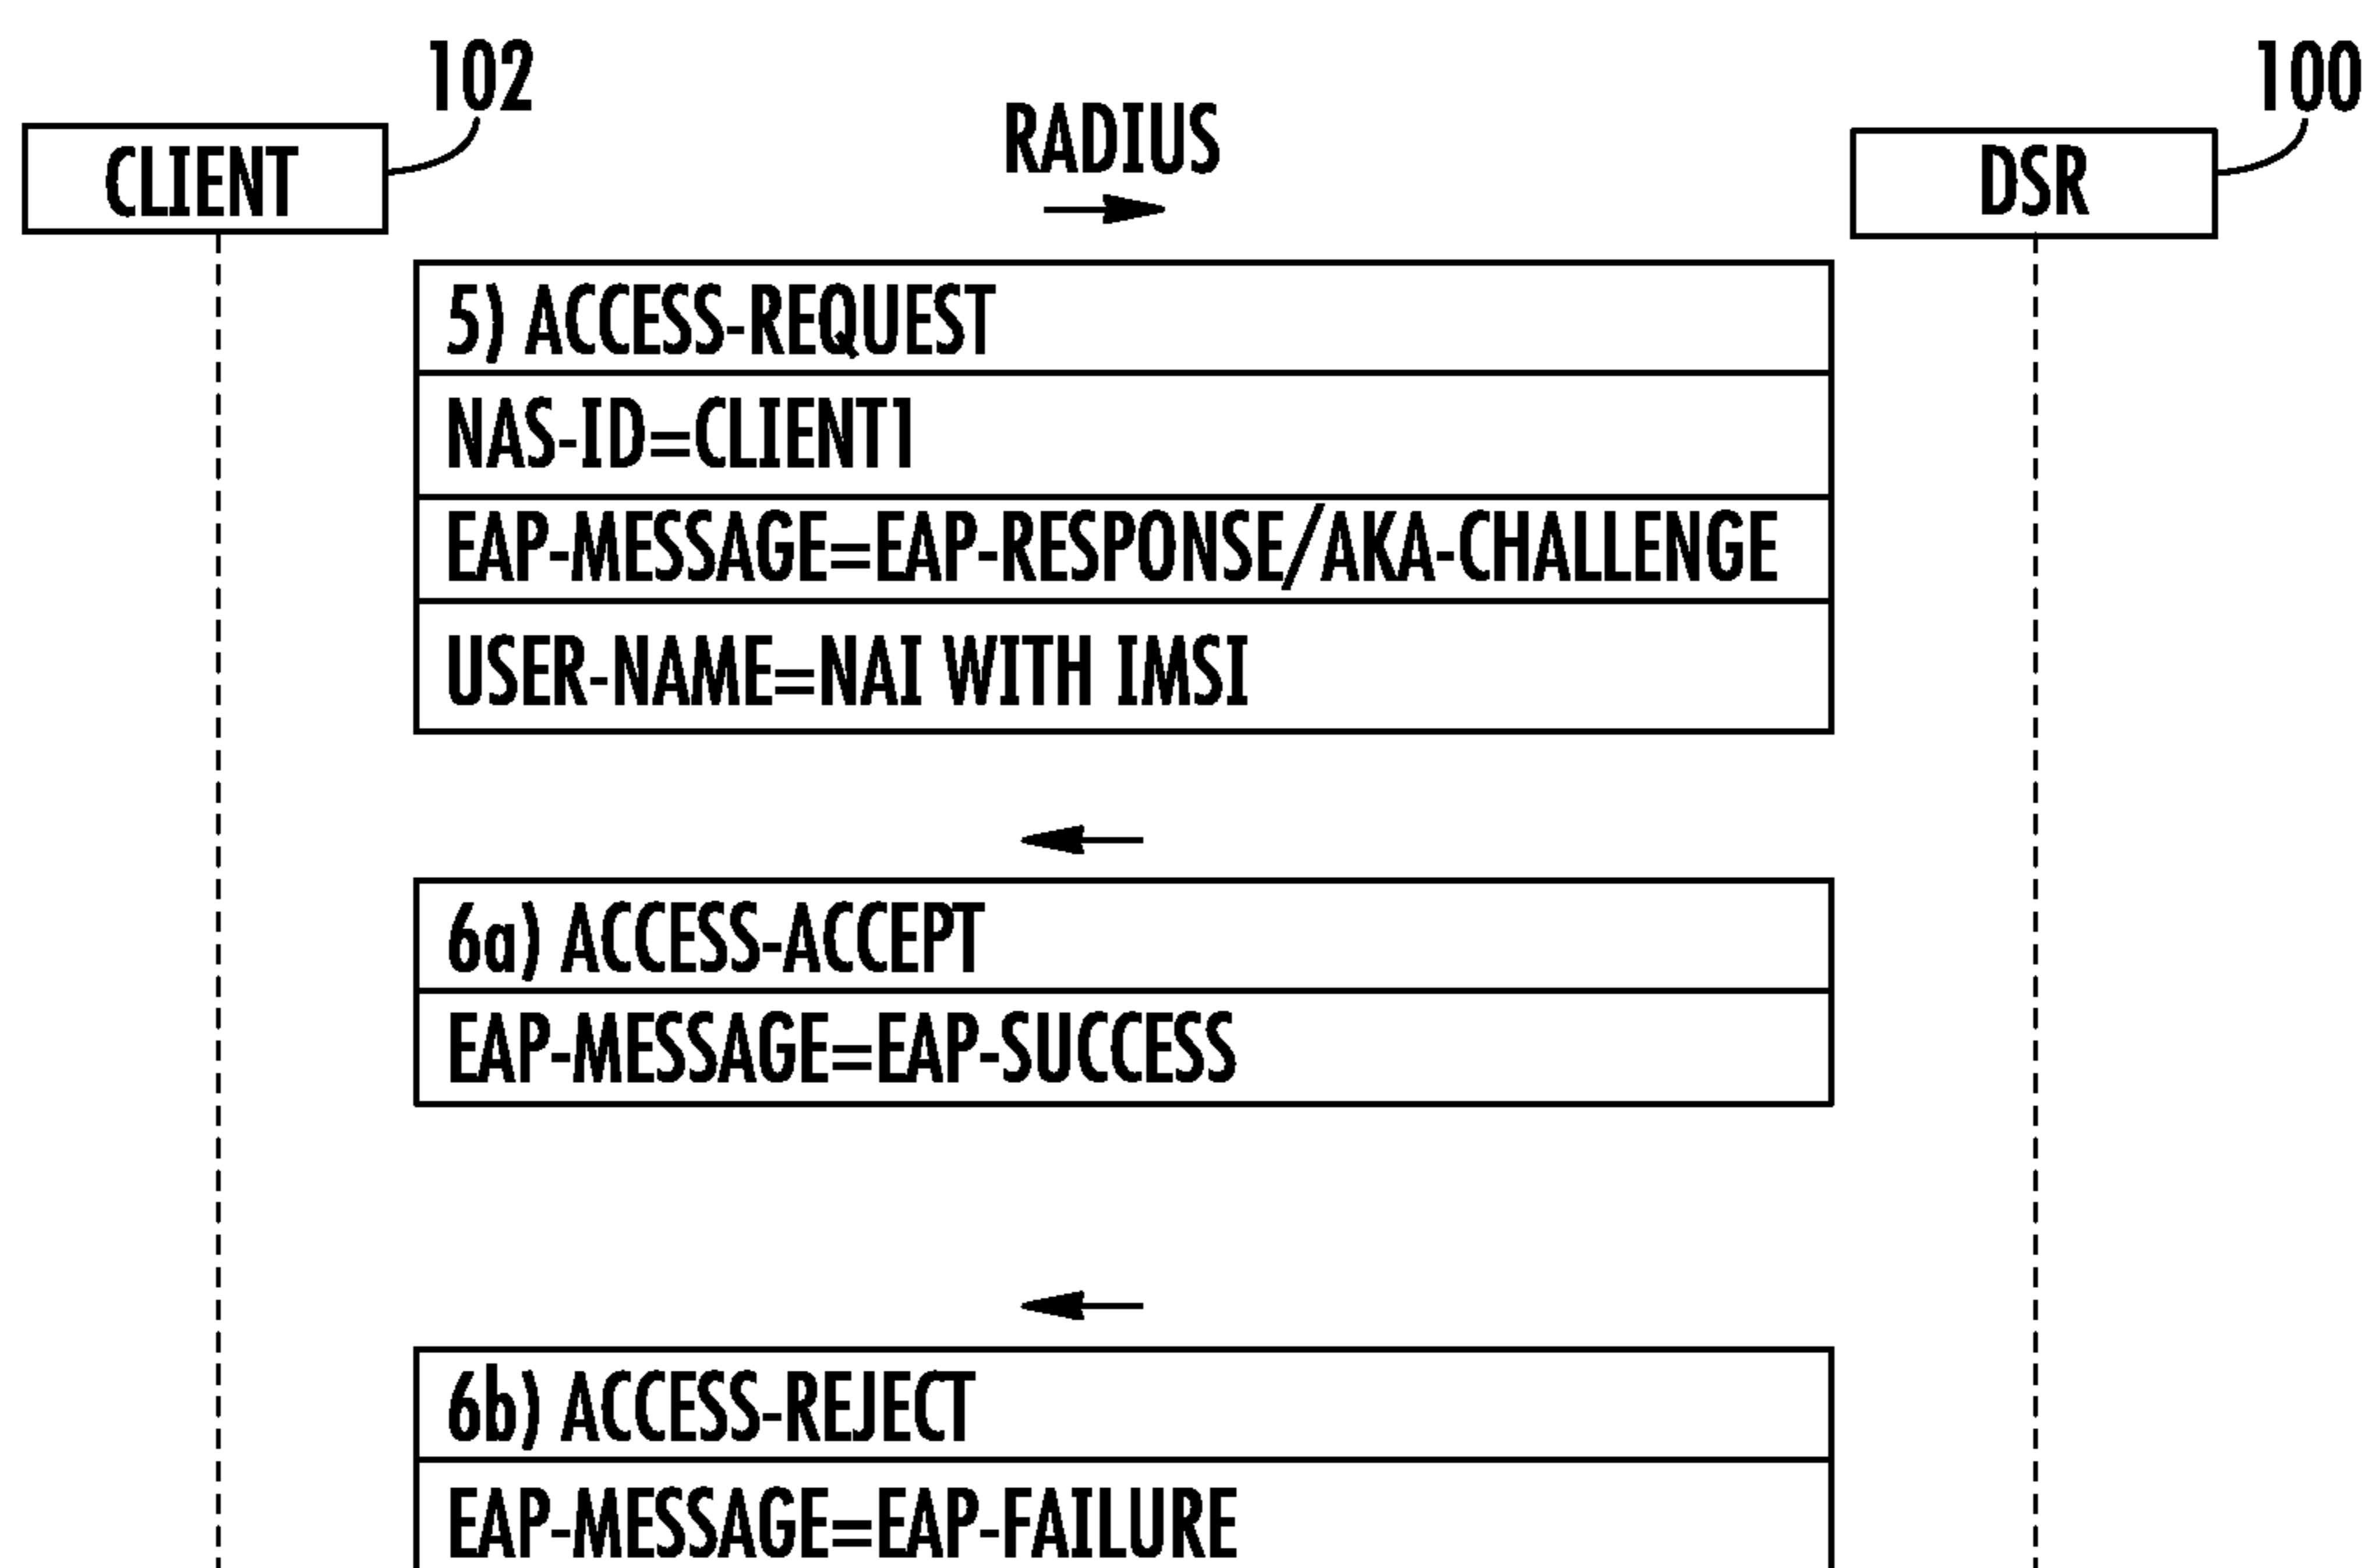 102
100
RADIUS
CLIENT
DSR
5) ACCESS-REQUEST
NAS-ID=CLIENT1
EAP-MESSAGE=EAP-RESPONSE/AKA-CHALLENGE
USER-NAME=NAI WITH IMSI
6a) ACCESS-ACCEPT
EAP-MESSAGE=EAP-SUCCESS
6b) ACCESS-REJECT
EAP-MESSAGE=EAP-FAILURE